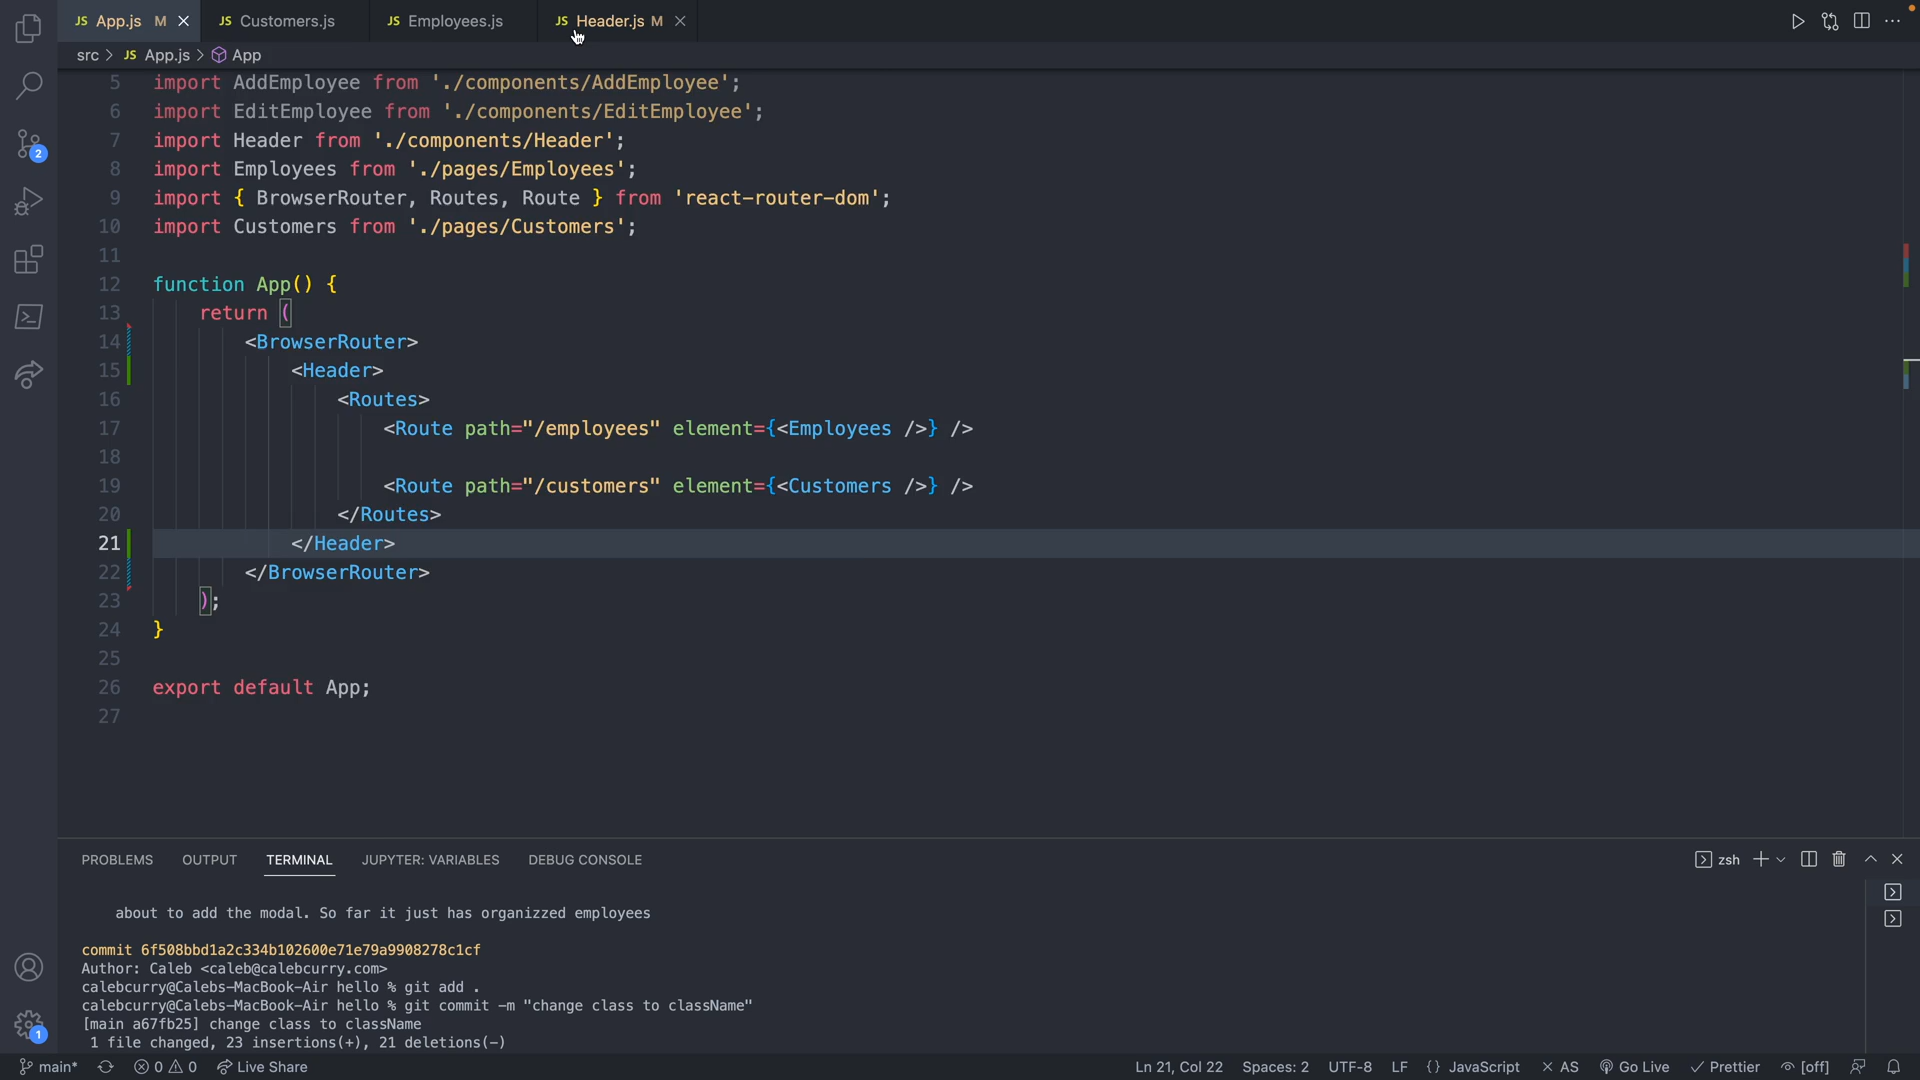 JS App.js M
JS Customers.js
JS Employees.js
JS Header.js M
src > JS App.js > App
5 import AddEmployee from './components/AddEmployee';
6 import EditEmployee from './components/EditEmployee';
7 import Header from './components/Header';
8 import Employees from './pages/Employees';
9 import { BrowserRouter, Routes, Route } from 'react-router-dom';
10 import Customers from './pages/Customers';
11
12 function App() {
13 return (
14 <BrowserRouter>
15 <Header>
16 <Routes>
17 <Route path="/employees" element={<Employees />} />
18
19 <Route path="/customers" element={<Customers />} />
20 </Routes>
21 </Header>
22 </BrowserRouter>
23 );
24 }
25
26 export default App;
27
2
PROBLEMS OUTPUT TERMINAL JUPYTER: VARIABLES DEBUG CONSOLE
zsh
about to add the modal. So far it just has organizzed employees
commit 6f508bbd1a2c334b102600e71e79a9908278c1cf
Author: Caleb <caleb@calebcurry.com>
calebcurry@Calebs-MacBook-Air hello % git add .
calebcurry@Calebs-MacBook-Air hello % git commit -m "change class to className"
[main a67fb25] change class to className
1 file changed, 23 insertions(+), 21 deletions(-)
1
main* 0 0 Live Share
Ln 21, Col 22 Spaces: 2 UTF-8 LF {} JavaScript AS Go Live Prettier [off]